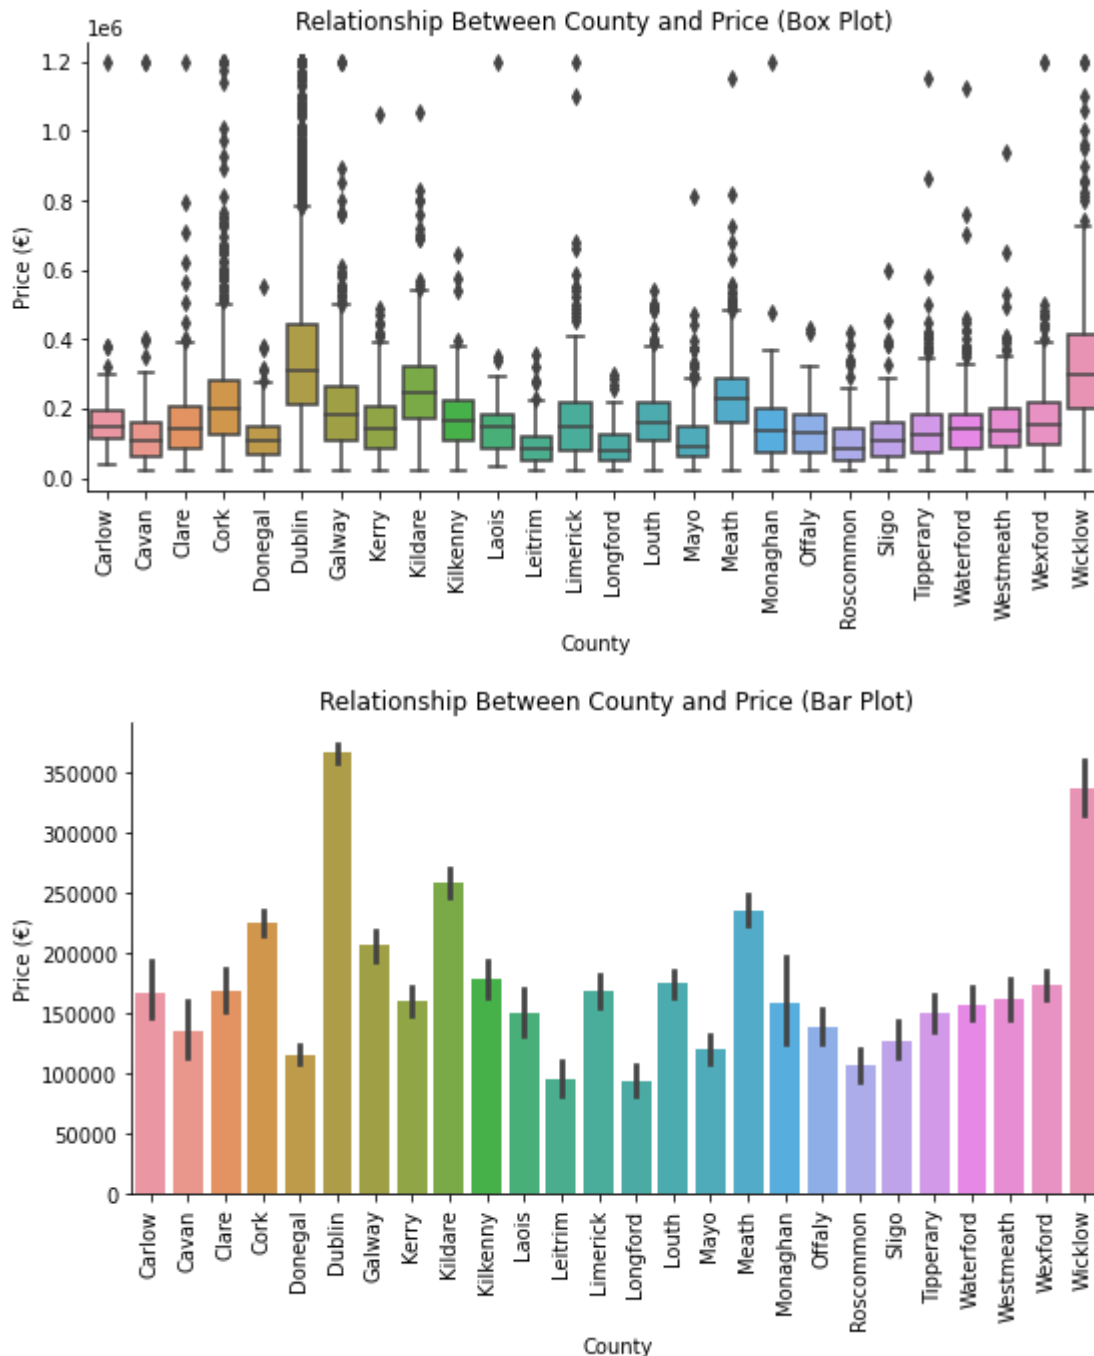 Relationship Between County and Price (Box Plot)
1e6
1.2
1.0
0.8
0.6
0.4
0.2
0.0
Price (€)
Carlow
Cavan
Clare
Cork
Donegal
Dublin
Galway
Kerry
Kildare
Kilkenny
Laois
Leitrim
Limerick
Longford
Louth
Mayo
Meath
Monaghan
Offaly
Roscommon
Sligo
Tipperary
Waterford
Westmeath
Wexford
Wicklow
County
Relationship Between County and Price (Bar Plot)
350000
300000
250000
200000
150000
100000
50000
0
Price (€)
Carlow
Cavan
Clare
Cork
Donegal
Dublin
Galway
Kerry
Kildare
Kilkenny
Laois
Leitrim
Limerick
Longford
Louth
Mayo
Meath
Monaghan
Offaly
Roscommon
Sligo
Tipperary
Waterford
Westmeath
Wexford
Wicklow
County